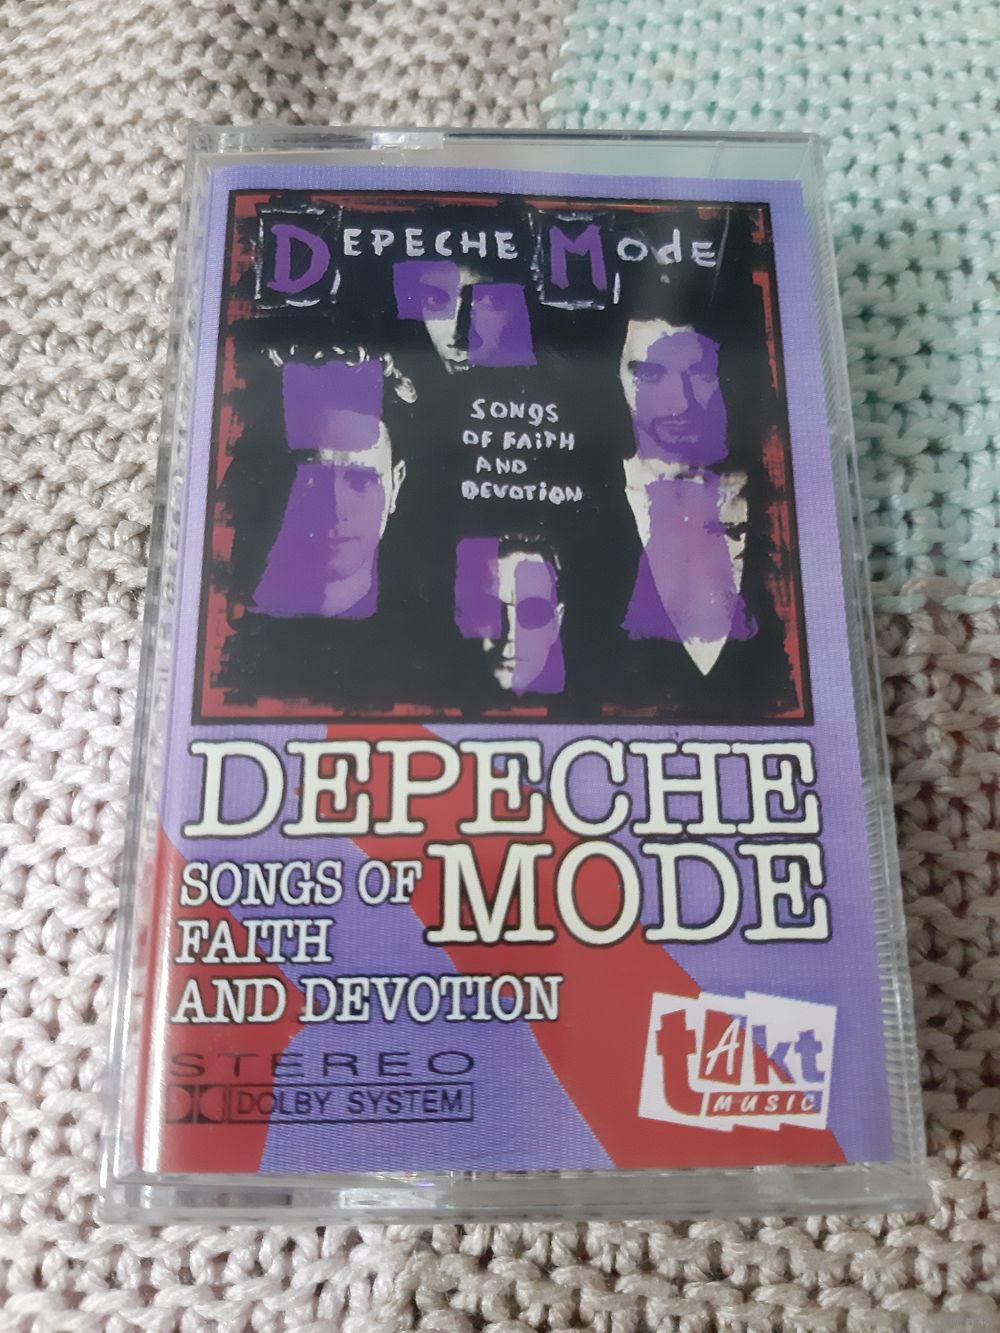 DEPECHE MODE
SONGS
OF FAITH
AND
DEVOTION
DEPECHE
MODE
SONGS OF
FAITH
AND DEVOTION
STEREO
DOLBY SYSTEM
tAkt
MUSIC